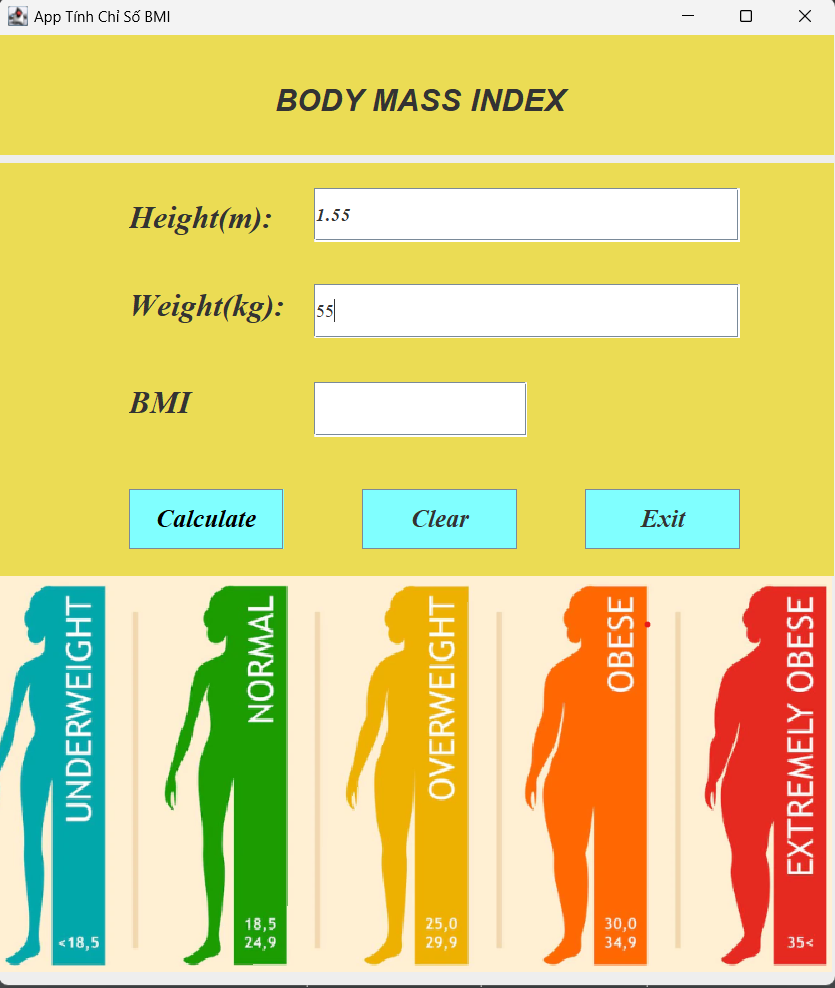 App Tính Chỉ Số BMI
BODY MASS INDEX
Height(m):
1.55
Weight(kg):
55
BMI
Calculate
Clear
Exit
UNDERWEIGHT
<18,5
NORMAL
18,5
24,9
OVERWEIGHT
25,0
29,9
OBESE
30,0
34,9
EXTREMELY OBESE
35<